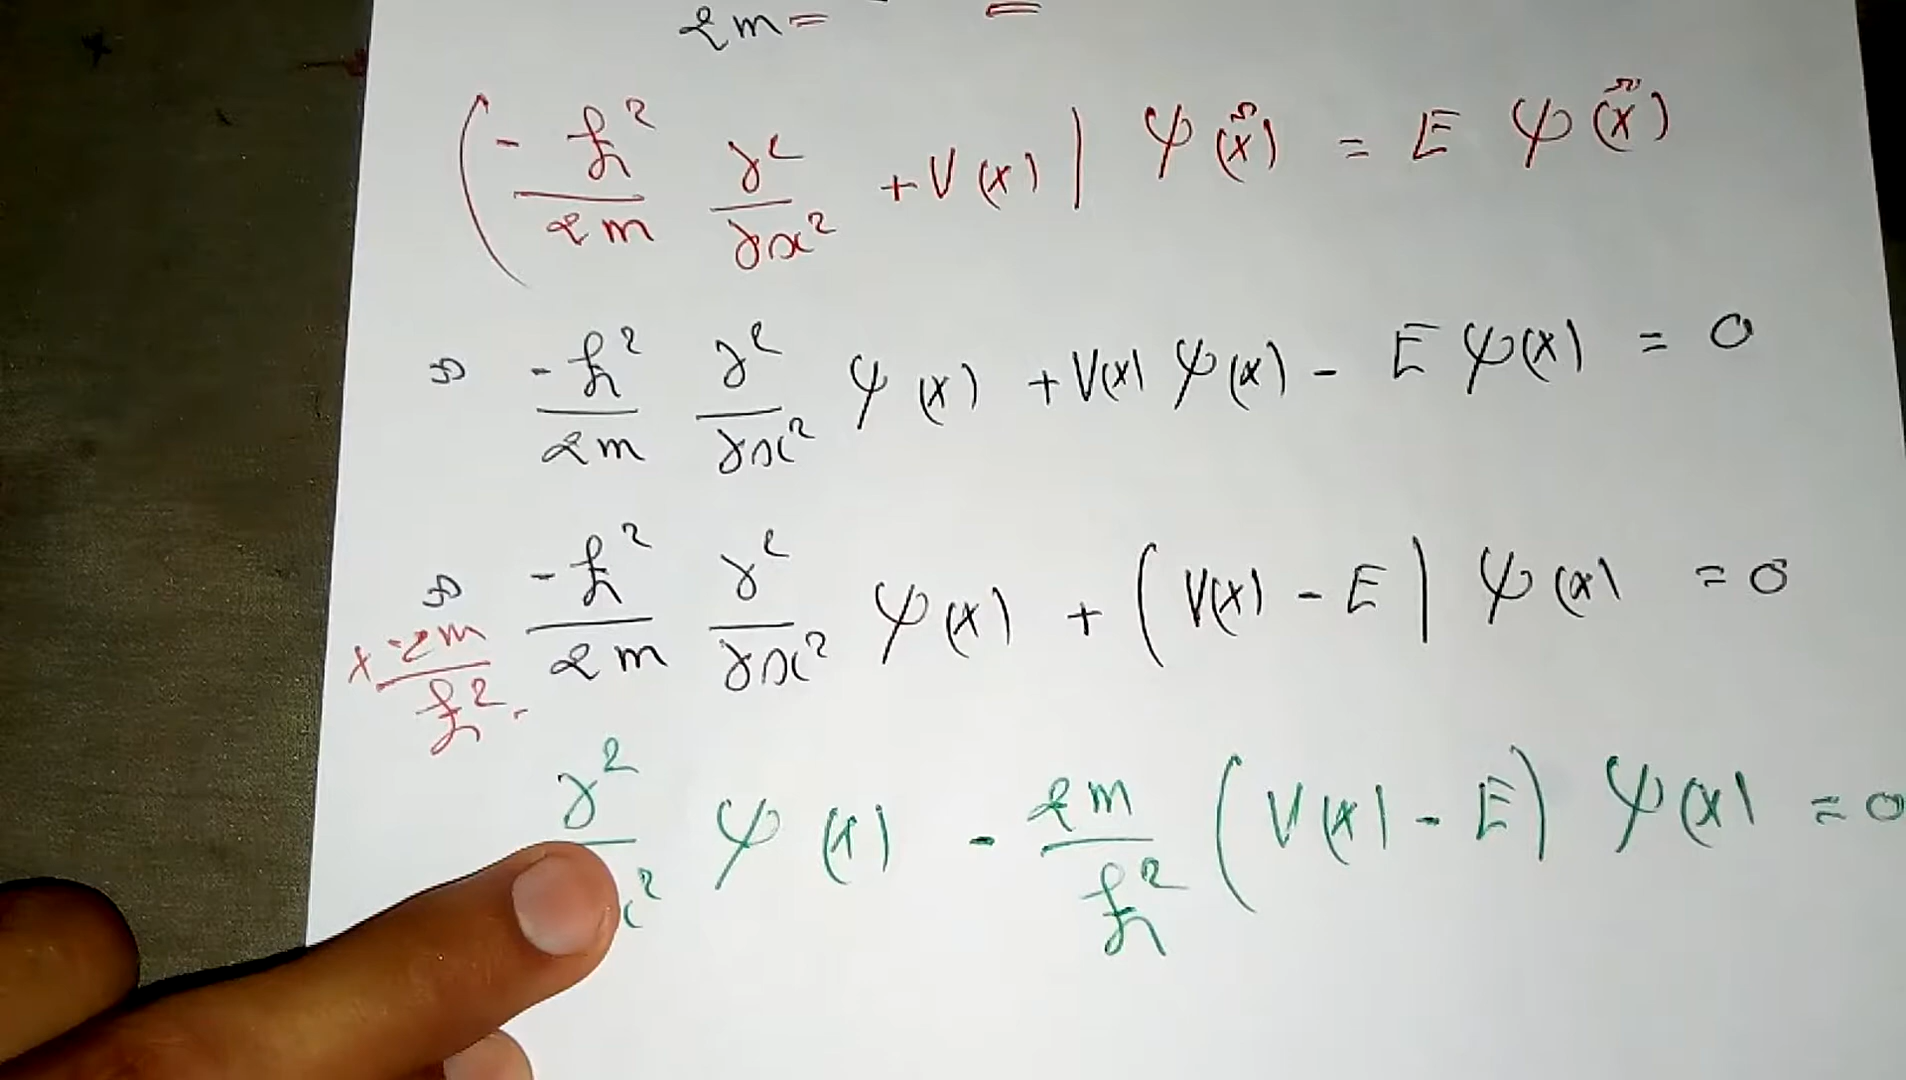 2m =   =
( -ℏ²/2m ∂²/∂x² + V(x) ) ψ(x⃗) = E ψ(x⃗)
⇒ -ℏ²/2m ∂²/∂x² ψ(x) + V(x) ψ(x) - E ψ(x) = 0
⇒ -ℏ²/2m ∂²/∂x² ψ(x) + ( V(x) - E ) ψ(x) = 0
x -2m/ℏ²
∂²/∂x² ψ(x) - 2m/ℏ² ( V(x) - E ) ψ(x) = 0